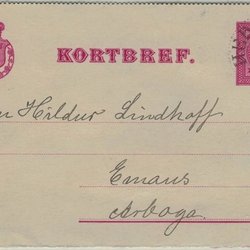 KORTBREF.
Hildur Lindhoff
Emaus
Arboga.